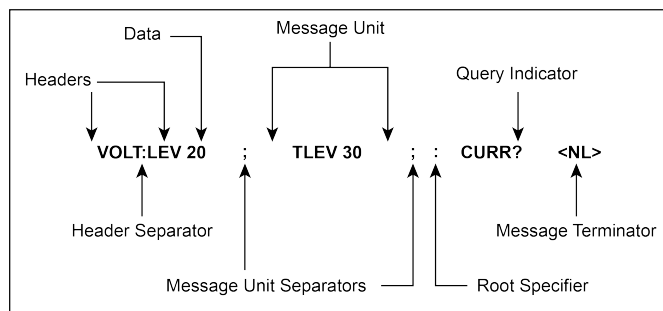 Message Unit
Data
Query Indicator
Headers
VOLT:LEV 20 ; TLEV 30 ; : CURR? <NL>
Header Separator
Message Terminator
Message Unit Separators
Root Specifier